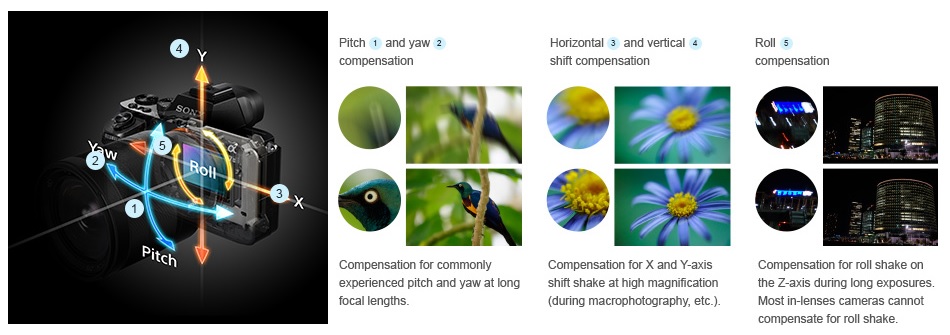 4
Y
SONY
α
Yaw
2
5
Roll
3
X
1
Pitch
Pitch 1 and yaw 2
compensation
Compensation for commonly
experienced pitch and yaw at long
focal lengths.
Horizontal 3 and vertical 4
shift compensation
Compensation for X and Y-axis
shift shake at high magnification
(during macrophotography, etc.).
Roll 5
compensation
Compensation for roll shake on
the Z-axis during long exposures.
Most in-lenses cameras cannot
compensate for roll shake.